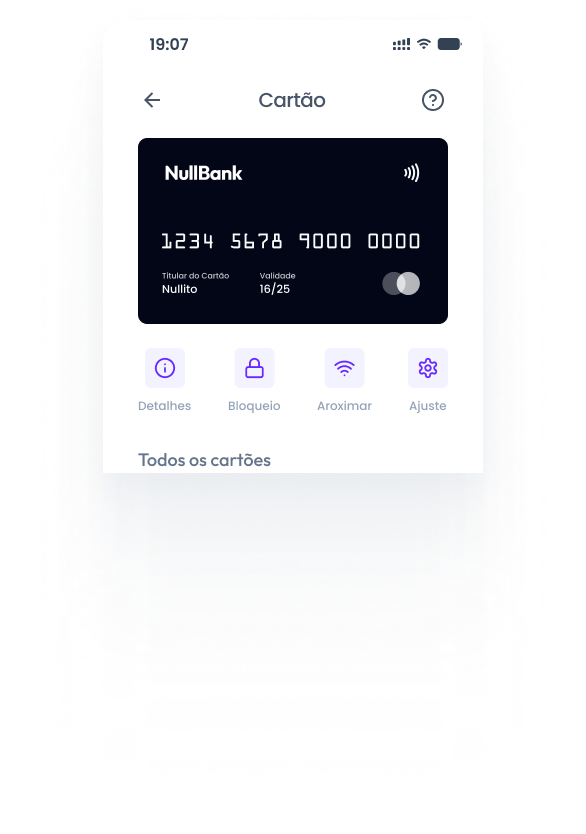 19:07
Cartão
NullBank
1234 5678 9000 0000
Titular do Cartão Validade
Nullito 16/25
Detalhes Bloqueio Aroximar Ajuste
Todos os cartões